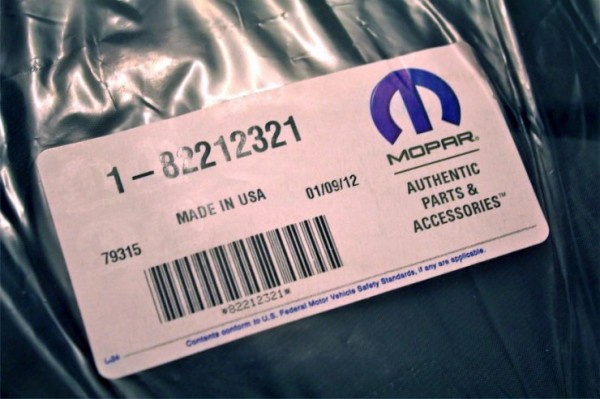 1-82212321
MADE IN USA
01/09/12
79315
*82212321*
MOPAR®
AUTHENTIC
PARTS &
ACCESSORIES™
Contents conform to U.S. Federal Motor Vehicle Safety Standards, if any are applicable.